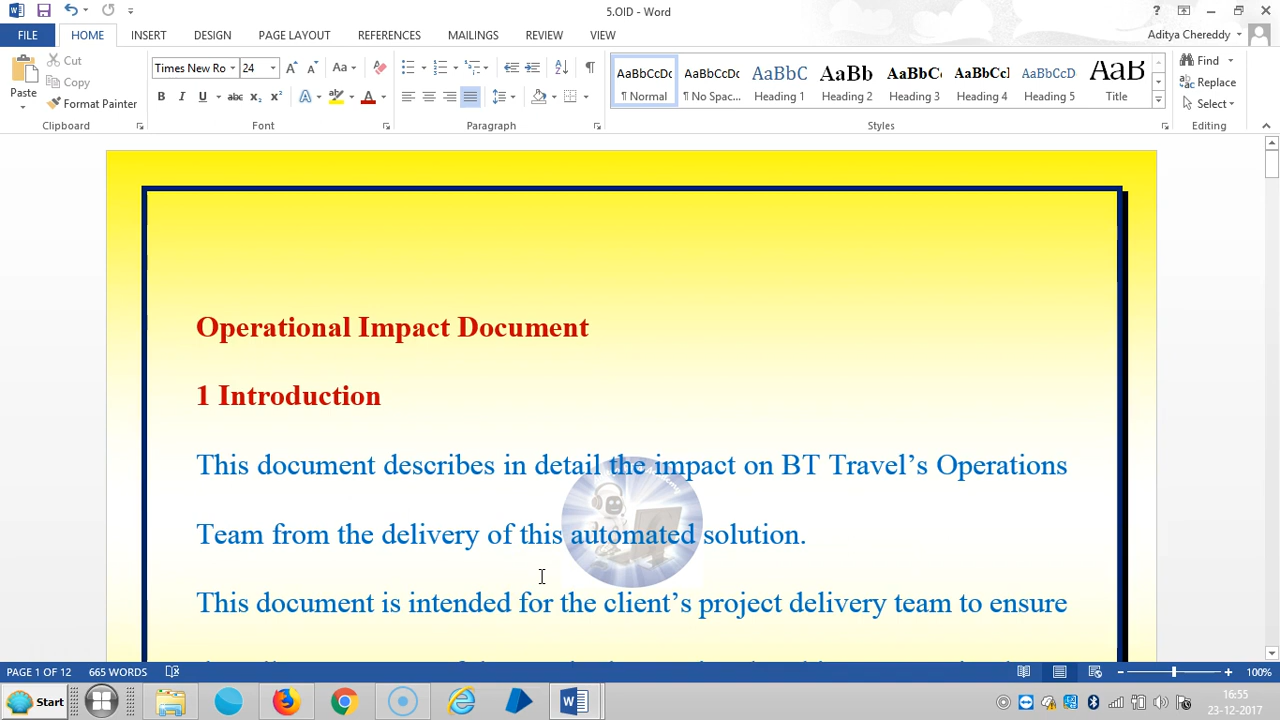 5.OID - Word
?
FILE HOME INSERT DESIGN PAGE LAYOUT REFERENCES MAILINGS REVIEW VIEW Aditya Chereddy
Paste Cut Copy Format Painter
Times New Ro 24
A A Aa
B I U abc X₂ X² A A
AaBbCcDc AaBbCcDc AaBbC AaBb AaBbC AaBbCcI AaBbCcD AaB
¶ Normal ¶ No Spac... Heading 1 Heading 2 Heading 3 Heading 4 Heading 5 Title
Find
Replace
Select
Clipboard Font Paragraph Styles Editing
Operational Impact Document
1 Introduction
This document describes in detail the impact on BT Travel’s Operations
Team from the delivery of this automated solution.
This document is intended for the client’s project delivery team to ensure
PAGE 1 OF 12 665 WORDS 100%
Start 16:55
23-12-2017